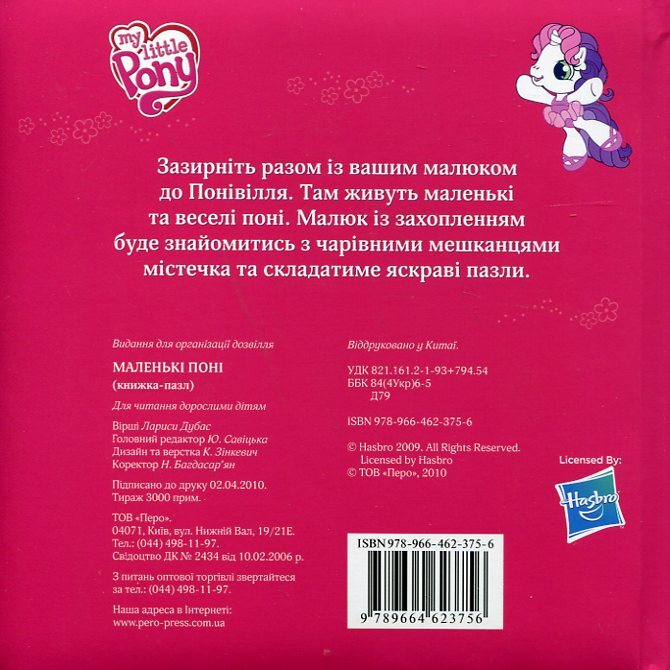 my
little
Pony
Зазирніть разом із вашим малюком
до Понівілля. Там живуть маленькі
та веселі поні. Малюк із захопленням
буде знайомитись з чарівними мешканцями
містечка та складатиме яскраві пазли.
Видання для організації дозвілля
МАЛЕНЬКІ ПОНІ
(книжка-пазл)
Для читання дорослими дітям
Вірші Лариси Дубас
Головний редактор Ю. Савіцька
Дизайн та верстка К. Зінкевич
Коректор Н. Багдасар'ян
Підписано до друку 02.04.2010.
Тираж 3000 прим.
ТОВ «Перо».
04071, Київ, вул. Нижній Вал, 19/21Е.
Тел.: (044) 498-11-97.
Свідоцтво ДК № 2434 від 10.02.2006 р.
З питань оптової торгівлі звертайтеся
за тел.: (044) 498-11-97.
Наша адреса в Інтернеті:
www.pero-press.com.ua
Віддруковано у Китаї.
УДК 821.161.2-1-93+794.54
ББК 84(4Укр)6-5
Д79
ISBN 978-966-462-375-6
© Hasbro 2009. All Rights Reserved.
Licensed by Hasbro
© ТОВ «Перо», 2010
Licensed By:
Hasbro
ISBN 978-966-462-375-6
9789664623756